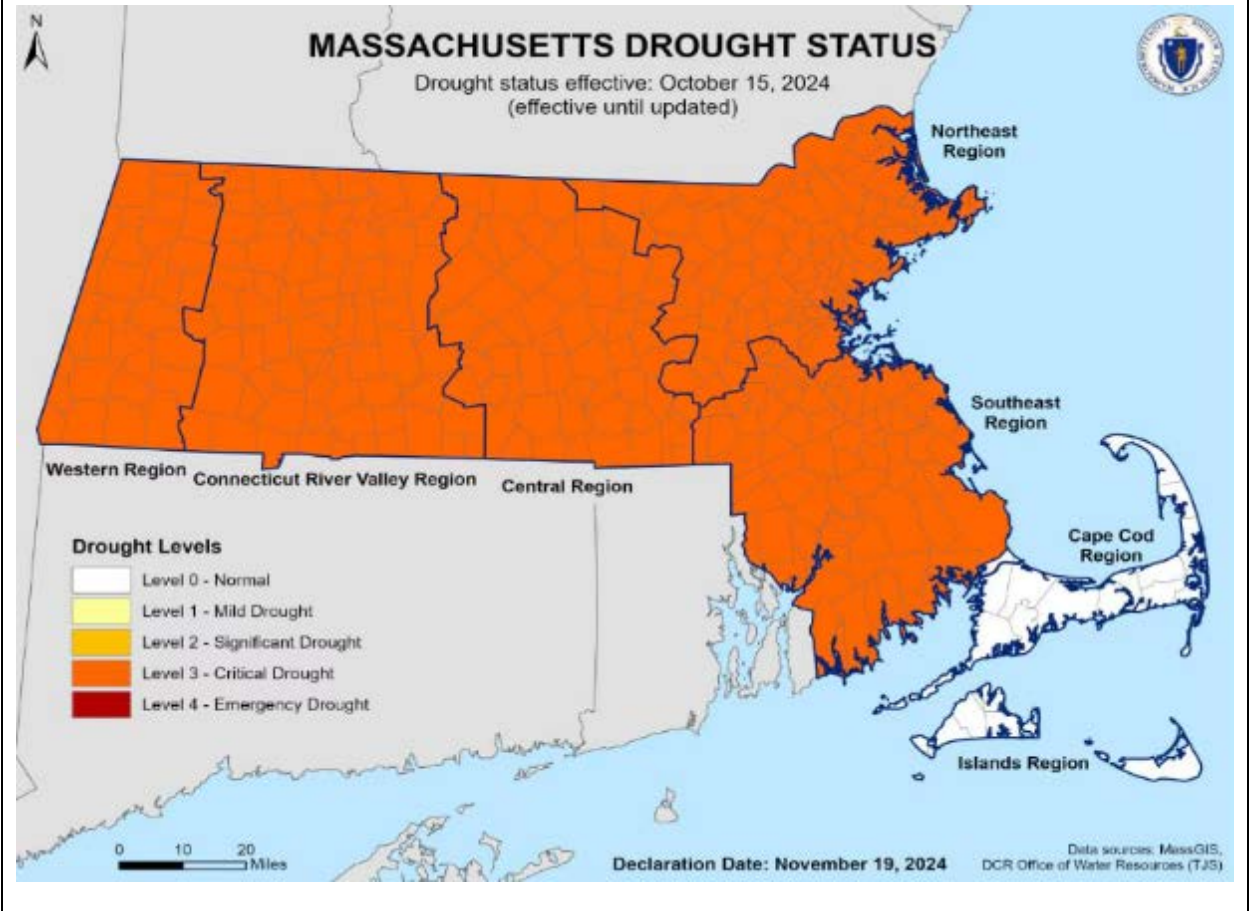 N
MASSACHUSETTS DROUGHT STATUS
Drought status effective: October 15, 2024
(effective until updated)
Northeast
Region
Southeast
Region
Western Region
Connecticut River Valley Region
Central Region
Cape Cod
Region
Drought Levels
Level 0 - Normal
Level 1 - Mild Drought
Level 2 - Significant Drought
Level 3 - Critical Drought
Level 4 - Emergency Drought
Islands Region
0 10 20
Miles
Declaration Date: November 19, 2024
Data sources: MassGIS,
DCR Office of Water Resources (TJS)